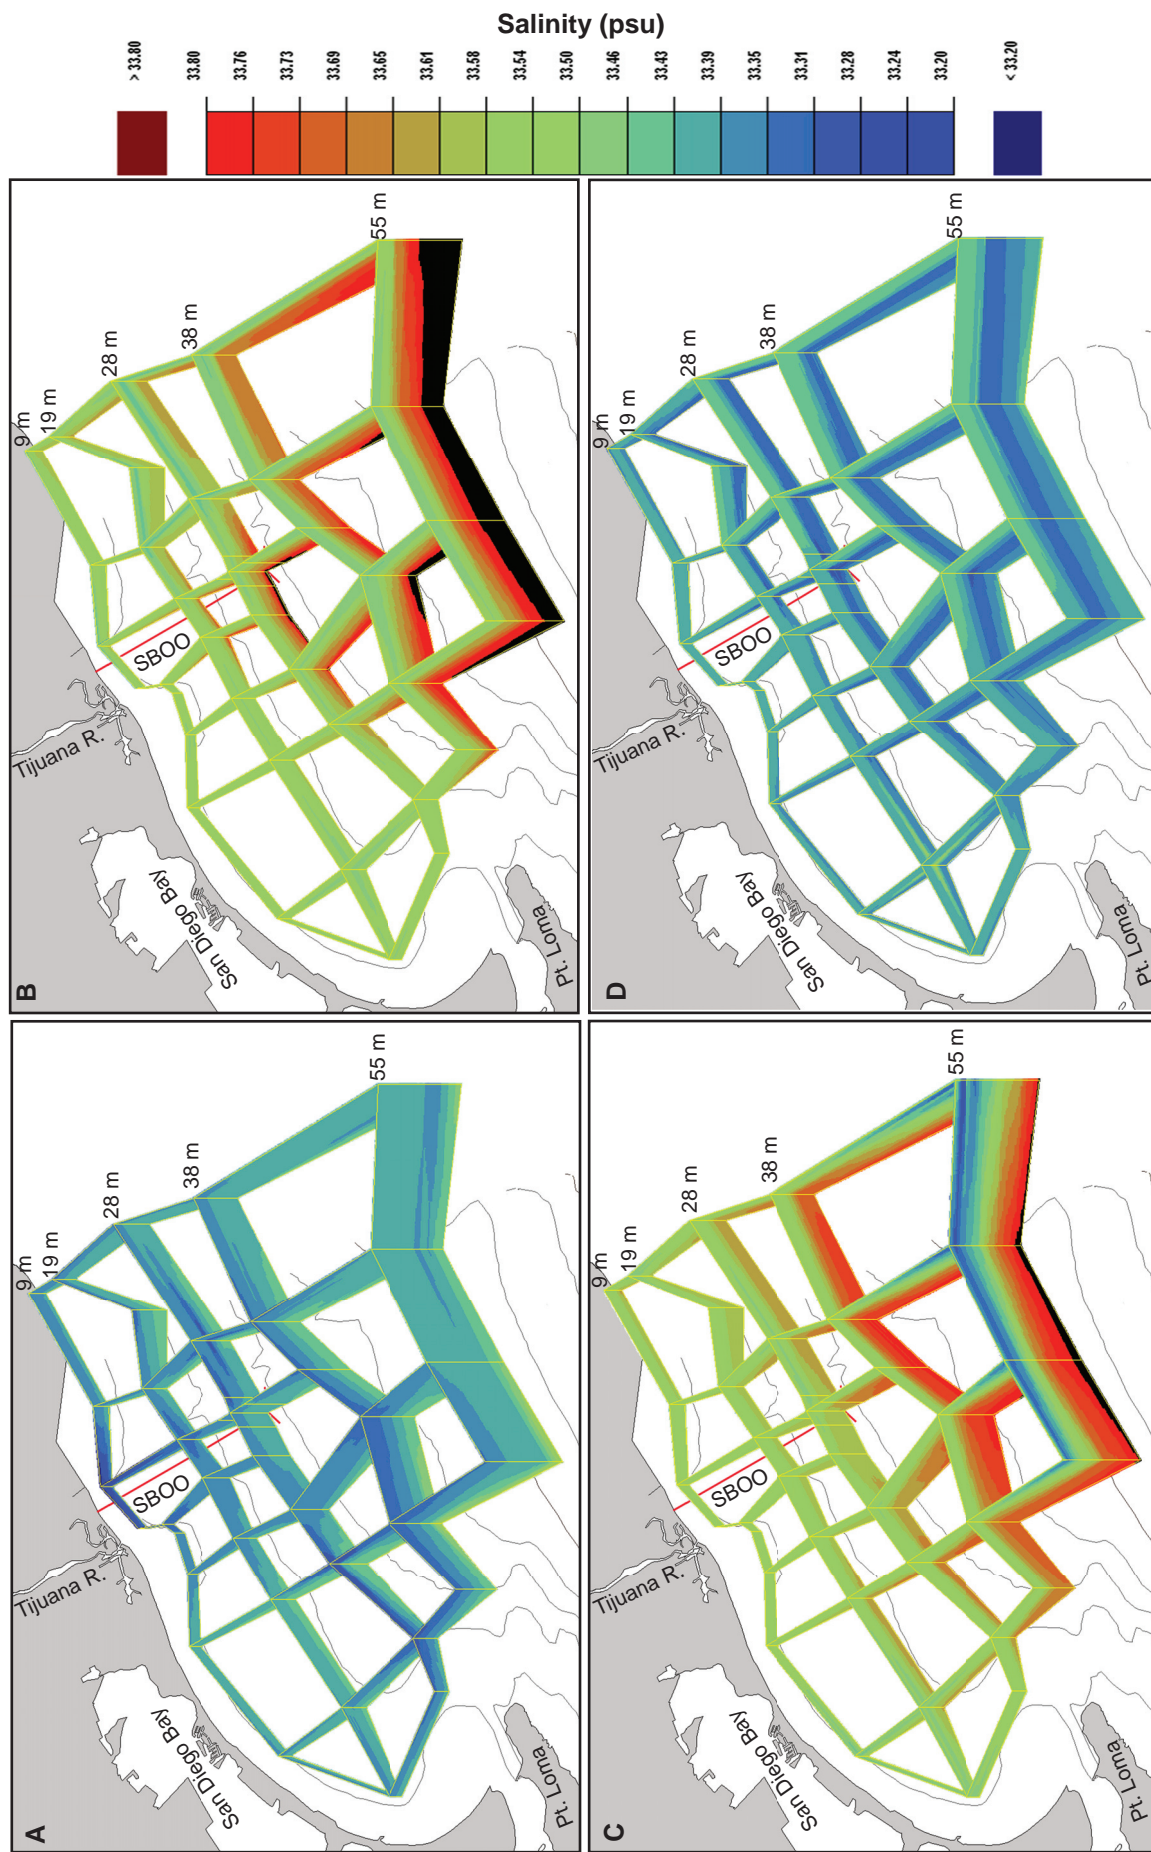 Salinity (psu)
> 33.80
33.80
33.76
33.73
33.69
33.65
33.61
33.58
33.54
33.50
33.46
33.43
33.39
33.35
33.31
33.28
33.24
33.20
< 33.20
B
9 m
19 m
28 m
38 m
55 m
SBOO
Tijuana R.
San Diego Bay
Pt. Loma
D
9 m
19 m
28 m
38 m
55 m
SBOO
Tijuana R.
San Diego Bay
Pt. Loma
A
9 m
19 m
28 m
38 m
55 m
SBOO
Tijuana R.
San Diego Bay
Pt. Loma
C
9 m
19 m
28 m
38 m
55 m
SBOO
Tijuana R.
San Diego Bay
Pt. Loma